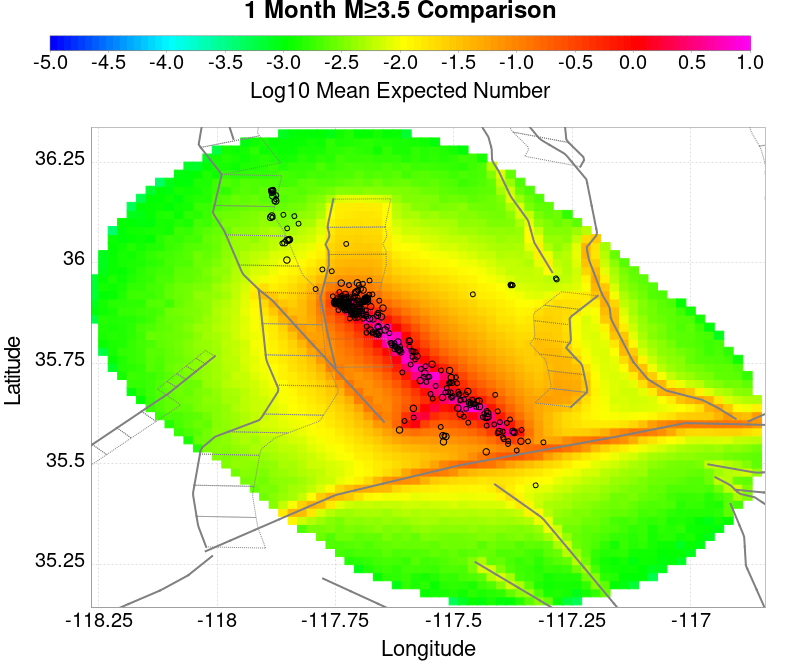 1 Month M≥3.5 Comparison
-5.0 -4.5 -4.0 -3.5 -3.0 -2.5 -2.0 -1.5 -1.0 -0.5 0.0 0.5 1.0
Log10 Mean Expected Number
36.25
36
35.75
35.5
35.25
Latitude
-118.25 -118 -117.75 -117.5 -117.25 -117
Longitude